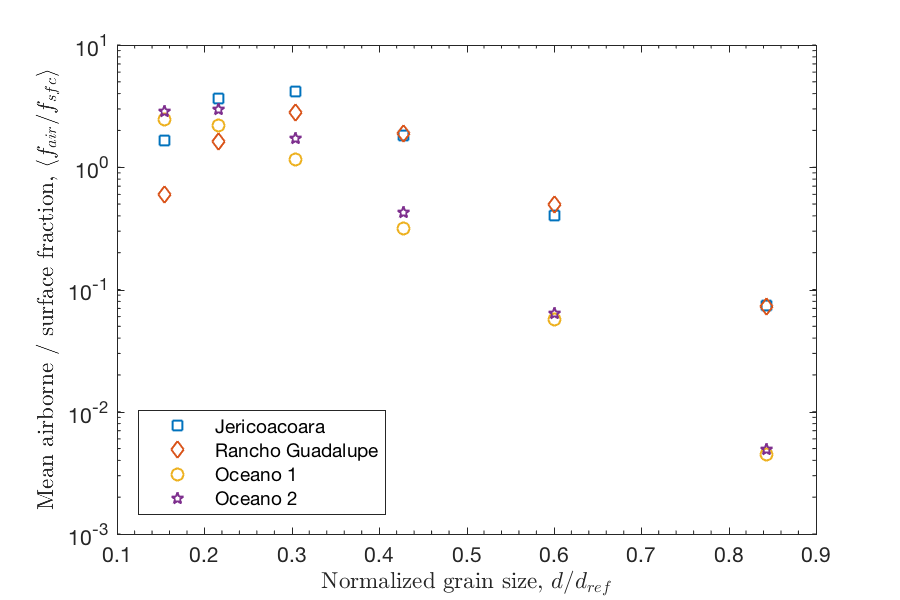 10^1
10^0
10^-1
10^-2
10^-3
Mean airborne / surface fraction, ⟨f_air/f_sfc⟩
Jericoacoara
Rancho Guadalupe
Oceano 1
Oceano 2
0.1 0.2 0.3 0.4 0.5 0.6 0.7 0.8 0.9
Normalized grain size, d/d_ref